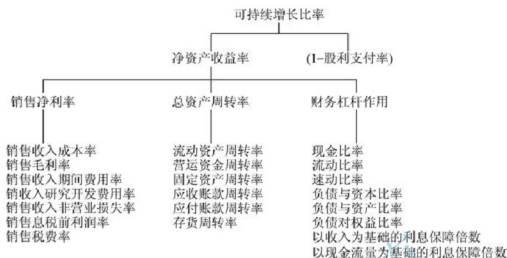 可持续增长比率
净资产收益率 (1-股利支付率)
销售净利率 总资产周转率 财务杠杆作用
销售收入成本率 流动资产周转率 现金比率
销售毛利率 营运资金周转率 流动比率
销售收入期间费用率 固定资产周转率 速动比率
销收入研究开发费用率 应收账款周转率 负债与资本比率
销售收入非营业损失率 应付账款周转率 负债与资产比率
销售息税前利润率 存货周转率 负债对权益比率
销售税费率 以收入为基础的利息保障倍数
以现金流量为基础的利息保障倍数